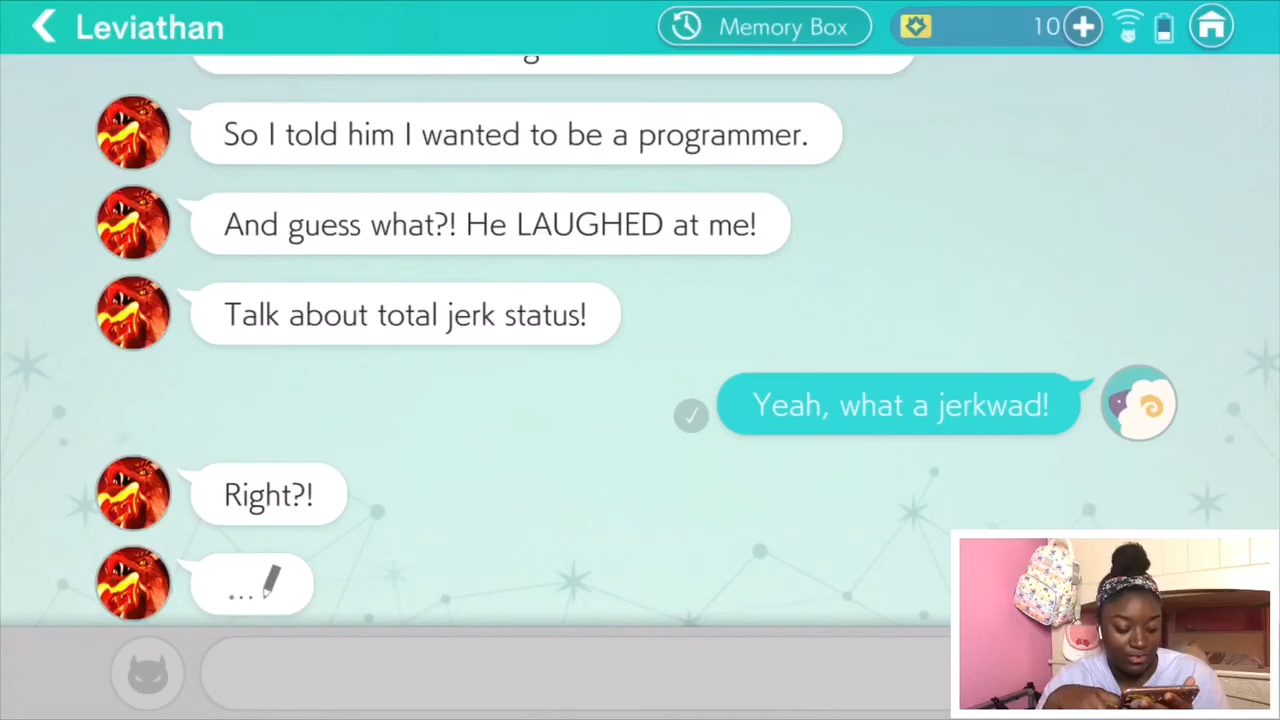 Leviathan
Memory Box
10
So I told him I wanted to be a programmer.
And guess what?! He LAUGHED at me!
Talk about total jerk status!
Yeah, what a jerkwad!
Right?!
...